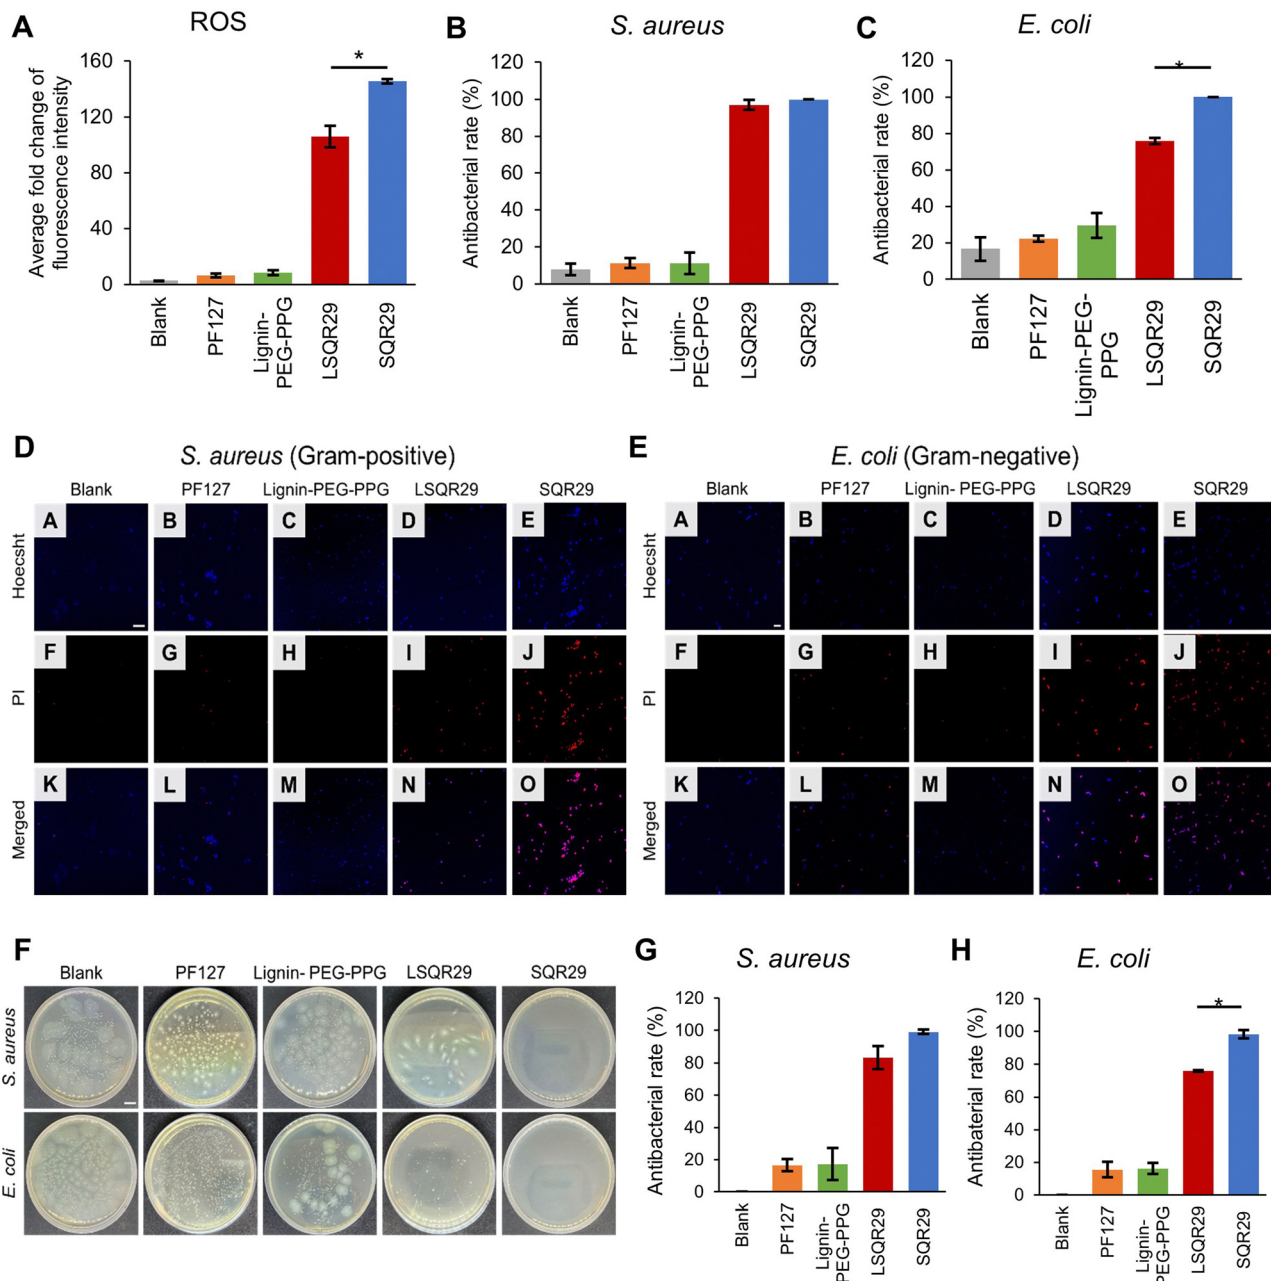 A
ROS
Average fold change of
fluorescence intensity
160
120
80
40
0
*
Blank
PF127
Lignin-
PEG-PPG
LSQR29
SQR29
B
S. aureus
Antibacterial rate (%)
120
100
80
60
40
20
0
Blank
PF127
Lignin-
PEG-PPG
LSQR29
SQR29
C
E. coli
Antibacterial rate (%)
120
100
80
60
40
20
0
*
Blank
PF127
Lignin-PEG-
PPG
LSQR29
SQR29
D
S. aureus (Gram-positive)
Blank PF127 Lignin-PEG-PPG LSQR29 SQR29
Hoecsht
A B C D E
PI
F G H I J
Merged
K L M N O
E
E. coli (Gram-negative)
Blank PF127 Lignin- PEG-PPG LSQR29 SQR29
Hoecsht
A B C D E
PI
F G H I J
Merged
K L M N O
F
Blank PF127 Lignin- PEG-PPG LSQR29 SQR29
S. aureus
E. coli
G
S. aureus
Antibacterial rate (%)
120
100
80
60
40
20
0
Blank
PF127
Lignin-
PEG-PPG
LSQR29
SQR29
H
E. coli
Antibaterial rate (%)
120
100
80
60
40
20
0
*
Blank
PF127
Lignin-
PEG-PPG
LSQR29
SQR29